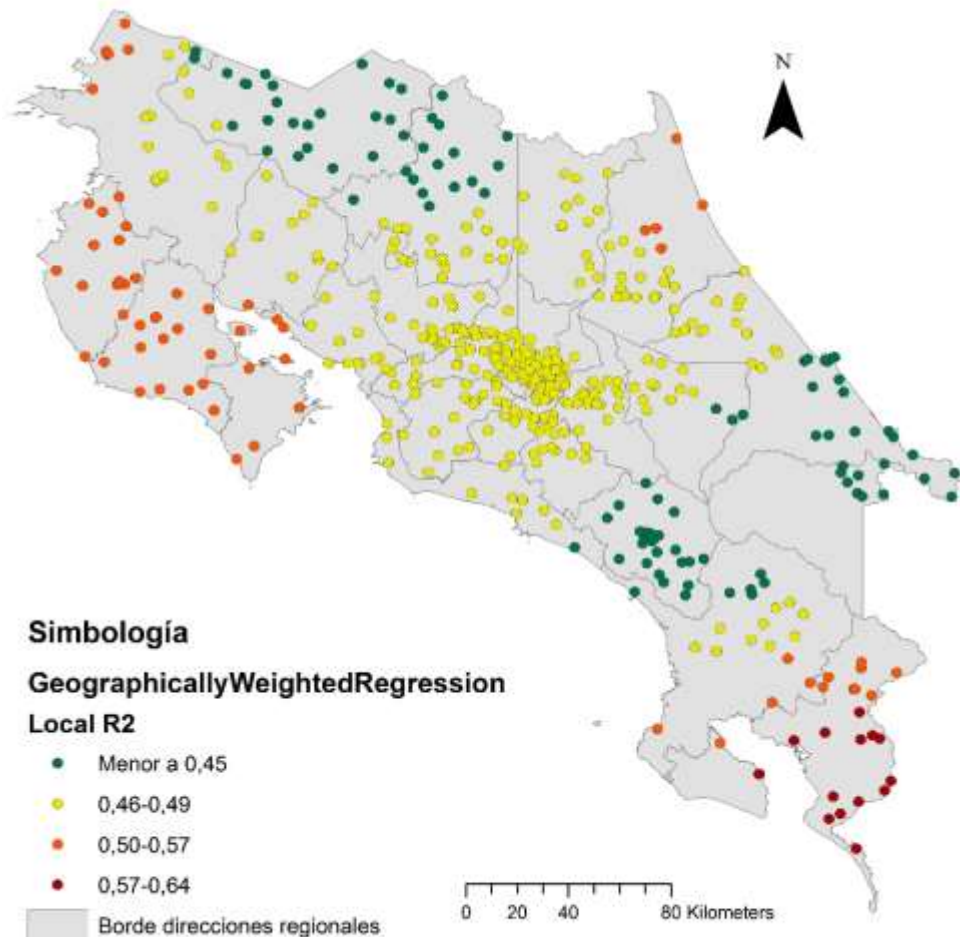 N
Simbología
GeographicallyWeightedRegression
Local R2
Menor a 0,45
0,46-0,49
0,50-0,57
0,57-0,64
Borde direcciones regionales
0 20 40 80 Kilometers